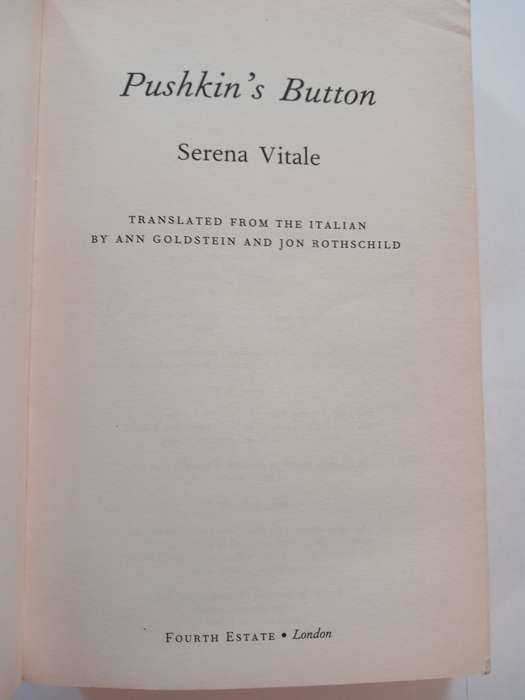 Pushkin's Button
Serena Vitale
TRANSLATED FROM THE ITALIAN
BY ANN GOLDSTEIN AND JON ROTHSCHILD
FOURTH ESTATE • London